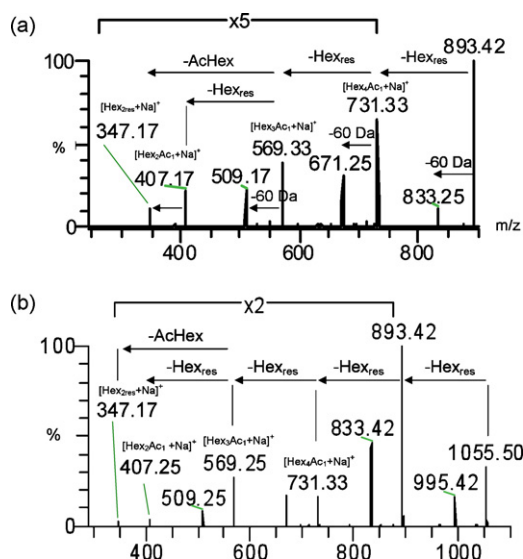 (a)
x5
100
-AcHex
-Hexres
-Hexres
893.42
[Hex2res+Na]+
-Hexres
[Hex4Ac1+Na]+
731.33
347.17
[Hex2Ac1+Na]+
[Hex3Ac1+Na]+
569.33
-60 Da
%
407.17
509.17
671.25
-60 Da
-60 Da
833.25
0
m/z
400
600
800
(b)
x2
100
-AcHex
893.42
-Hexres
-Hexres
-Hexres
-Hexres
[Hex2res+Na]+
347.17
[Hex2Ac1 +Na]+
[Hex3Ac1+Na]+
833.42
%
407.25
569.25
[Hex4Ac1+Na]+
1055.50
509.25
731.33
995.42
0
400
600
800
1000